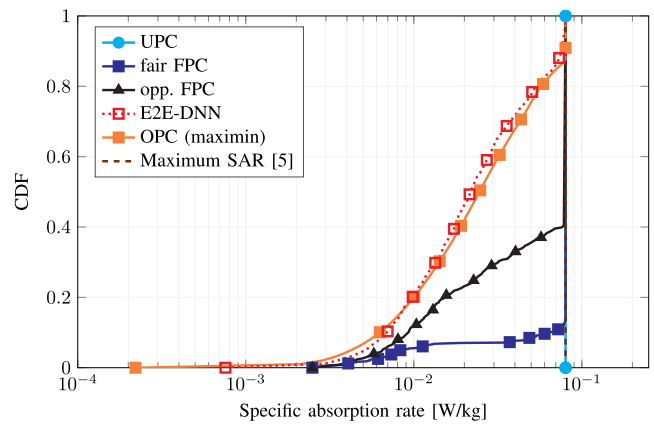 1
0.8
0.6
0.4
0.2
0
CDF
UPC
fair FPC
opp. FPC
E2E-DNN
OPC (maximin)
Maximum SAR [5]
10⁻⁴ 10⁻³ 10⁻² 10⁻¹
Specific absorption rate [W/kg]